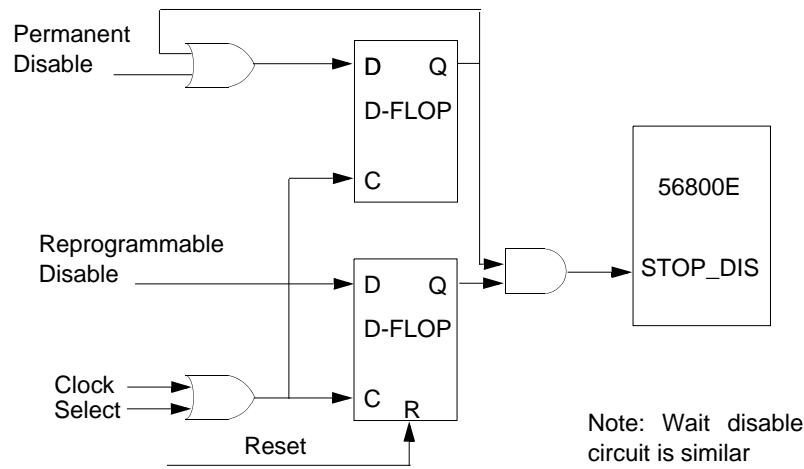 Permanent
Disable
D Q
D-FLOP
C
56800E
STOP_DIS
Reprogrammable
Disable
D Q
D-FLOP
C
R
Clock
Select
Reset
Note: Wait disable
circuit is similar